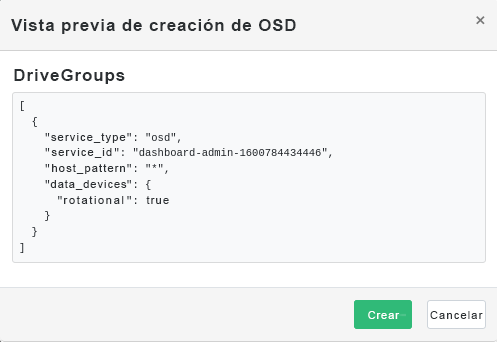 Vista previa de creación de OSD
×
DriveGroups
[
  {
    "service_type": "osd",
    "service_id": "dashboard-admin-1600784434446",
    "host_pattern": "*",
    "data_devices": {
      "rotational": true
    }
  }
]
Crear
Cancelar